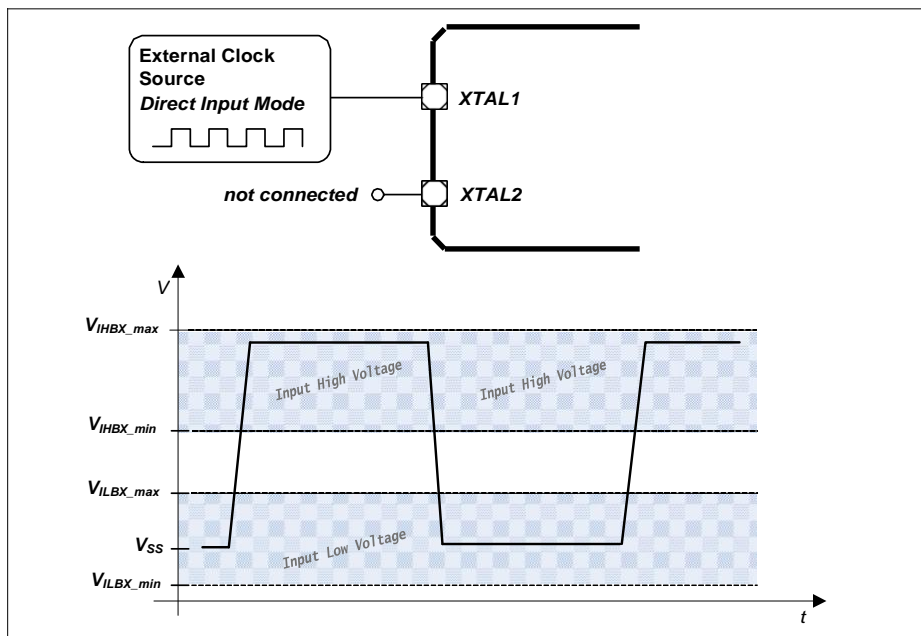 External Clock
Source
Direct Input Mode
XTAL1
not connected
XTAL2
V
VIHBX_max
Input High Voltage
Input High Voltage
VIHBX_min
VILBX_max
VSS
Input Low Voltage
VILBX_min
t